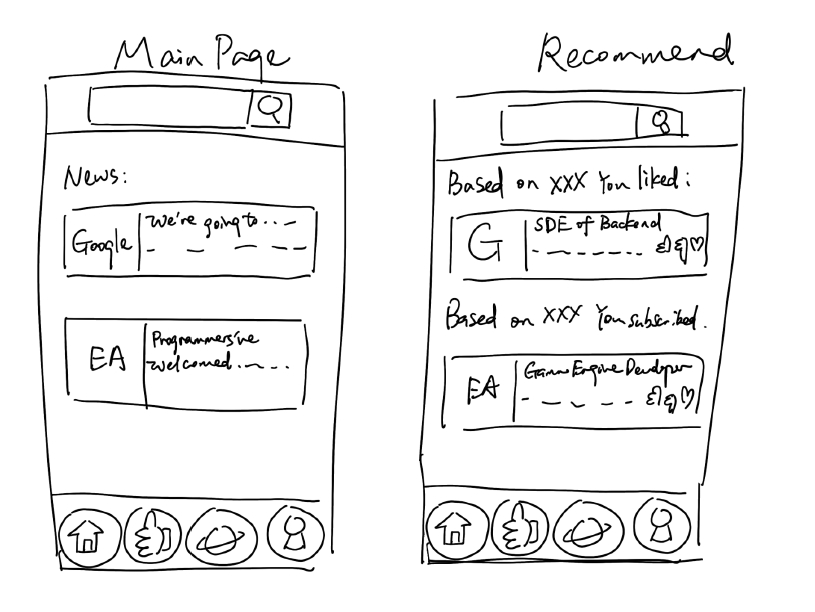 Main Page
News:
Google
We're going to...
EA
Programmers're
welcomed...
Recommend
Based on XXX You liked:
G
SDE of Backend
Based on XXX You subscribed.
EA
Game Engine Developer